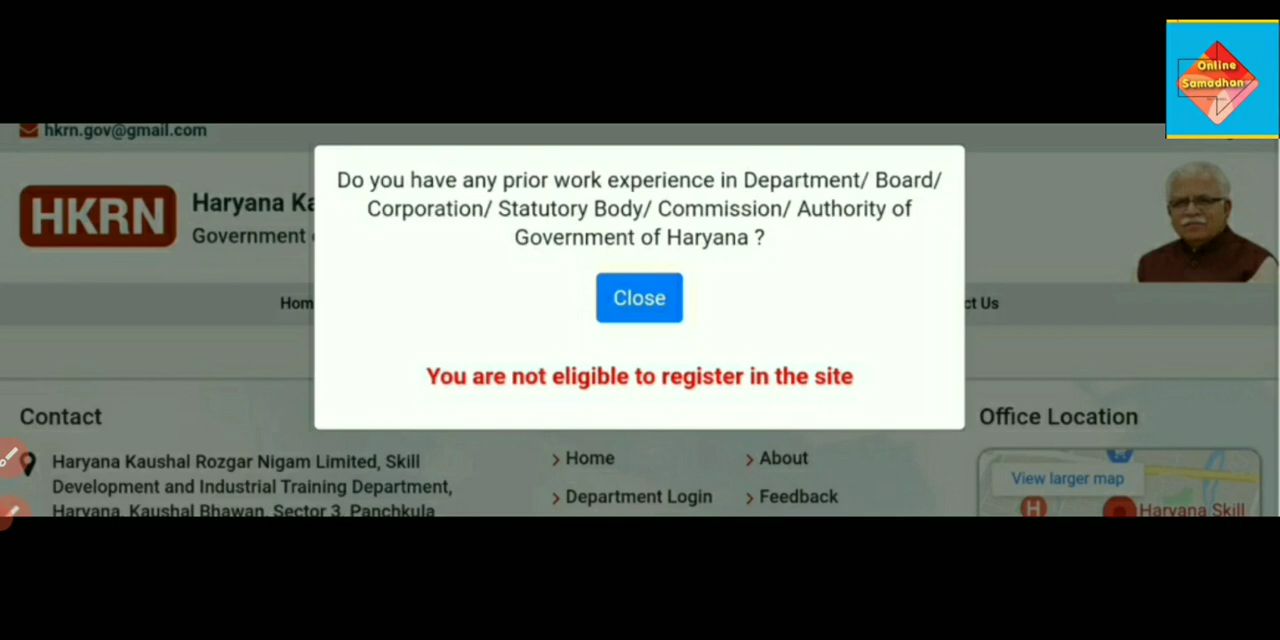 Online
Samadhan
hkrn.gov@gmail.com
HKRN
Haryana Ka
Government
Do you have any prior work experience in Department/ Board/
Corporation/ Statutory Body/ Commission/ Authority of
Government of Haryana ?
Close
You are not eligible to register in the site
Hom
ct Us
Contact
Haryana Kaushal Rozgar Nigam Limited, Skill
Development and Industrial Training Department,
Haryana, Kaushal Bhawan, Sector 3, Panchkula
Home
Department Login
About
Feedback
Office Location
View larger map
H
Haryana Skill